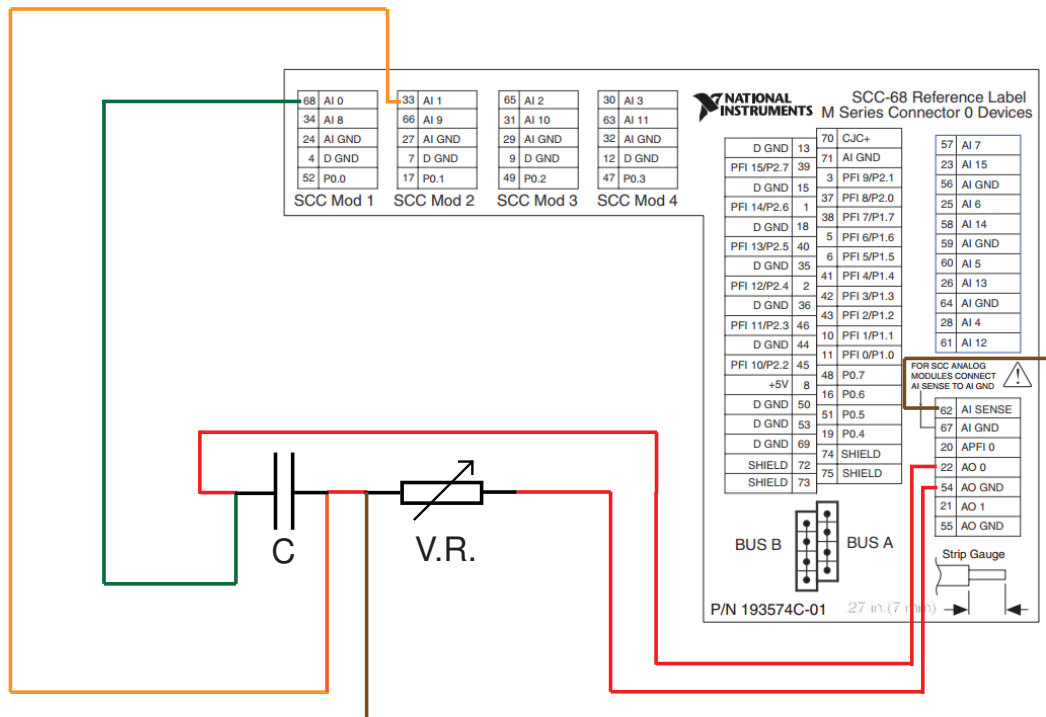 NATIONAL INSTRUMENTS
SCC-68 Reference Label
M Series Connector 0 Devices
68 AI 0
34 AI 8
24 AI GND
4 D GND
52 P0.0
SCC Mod 1
33 AI 1
66 AI 9
27 AI GND
7 D GND
17 P0.1
SCC Mod 2
65 AI 2
31 AI 10
29 AI GND
9 D GND
49 P0.2
SCC Mod 3
30 AI 3
63 AI 11
32 AI GND
12 D GND
47 P0.3
SCC Mod 4
D GND 13
PFI 15/P2.7 39
D GND 15
PFI 14/P2.6 1
D GND 18
PFI 13/P2.5 40
D GND 35
PFI 12/P2.4 2
D GND 36
PFI 11/P2.3 46
D GND 44
PFI 10/P2.2 45
+5V 8
D GND 50
D GND 53
D GND 69
SHIELD 72
SHIELD 73
70 CJC+
71 AI GND
3 PFI 9/P2.1
37 PFI 8/P2.0
38 PFI 7/P1.7
5 PFI 6/P1.6
6 PFI 5/P1.5
41 PFI 4/P1.4
42 PFI 3/P1.3
43 PFI 2/P1.2
10 PFI 1/P1.1
11 PFI 0/P1.0
48 P0.7
16 P0.6
51 P0.5
19 P0.4
74 SHIELD
75 SHIELD
57 AI 7
23 AI 15
56 AI GND
25 AI 6
58 AI 14
59 AI GND
60 AI 5
26 AI 13
64 AI GND
28 AI 4
61 AI 12
FOR SCC ANALOG
MODULES CONNECT
AI SENSE TO AI GND
!
62 AI SENSE
67 AI GND
20 APFI 0
22 AO 0
54 AO GND
21 AO 1
55 AO GND
BUS B
BUS A
Strip Gauge
P/N 193574C-01
.27 in.(7 mm)
C
V.R.